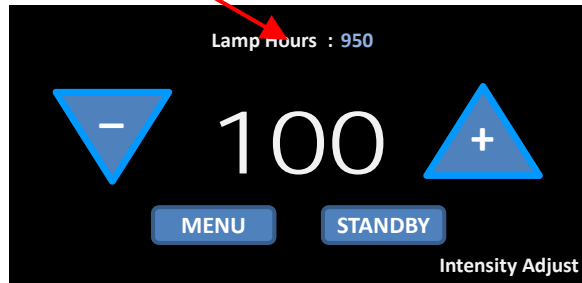 Lamp Hours : 950
− 100 +
MENU STANDBY
Intensity Adjust